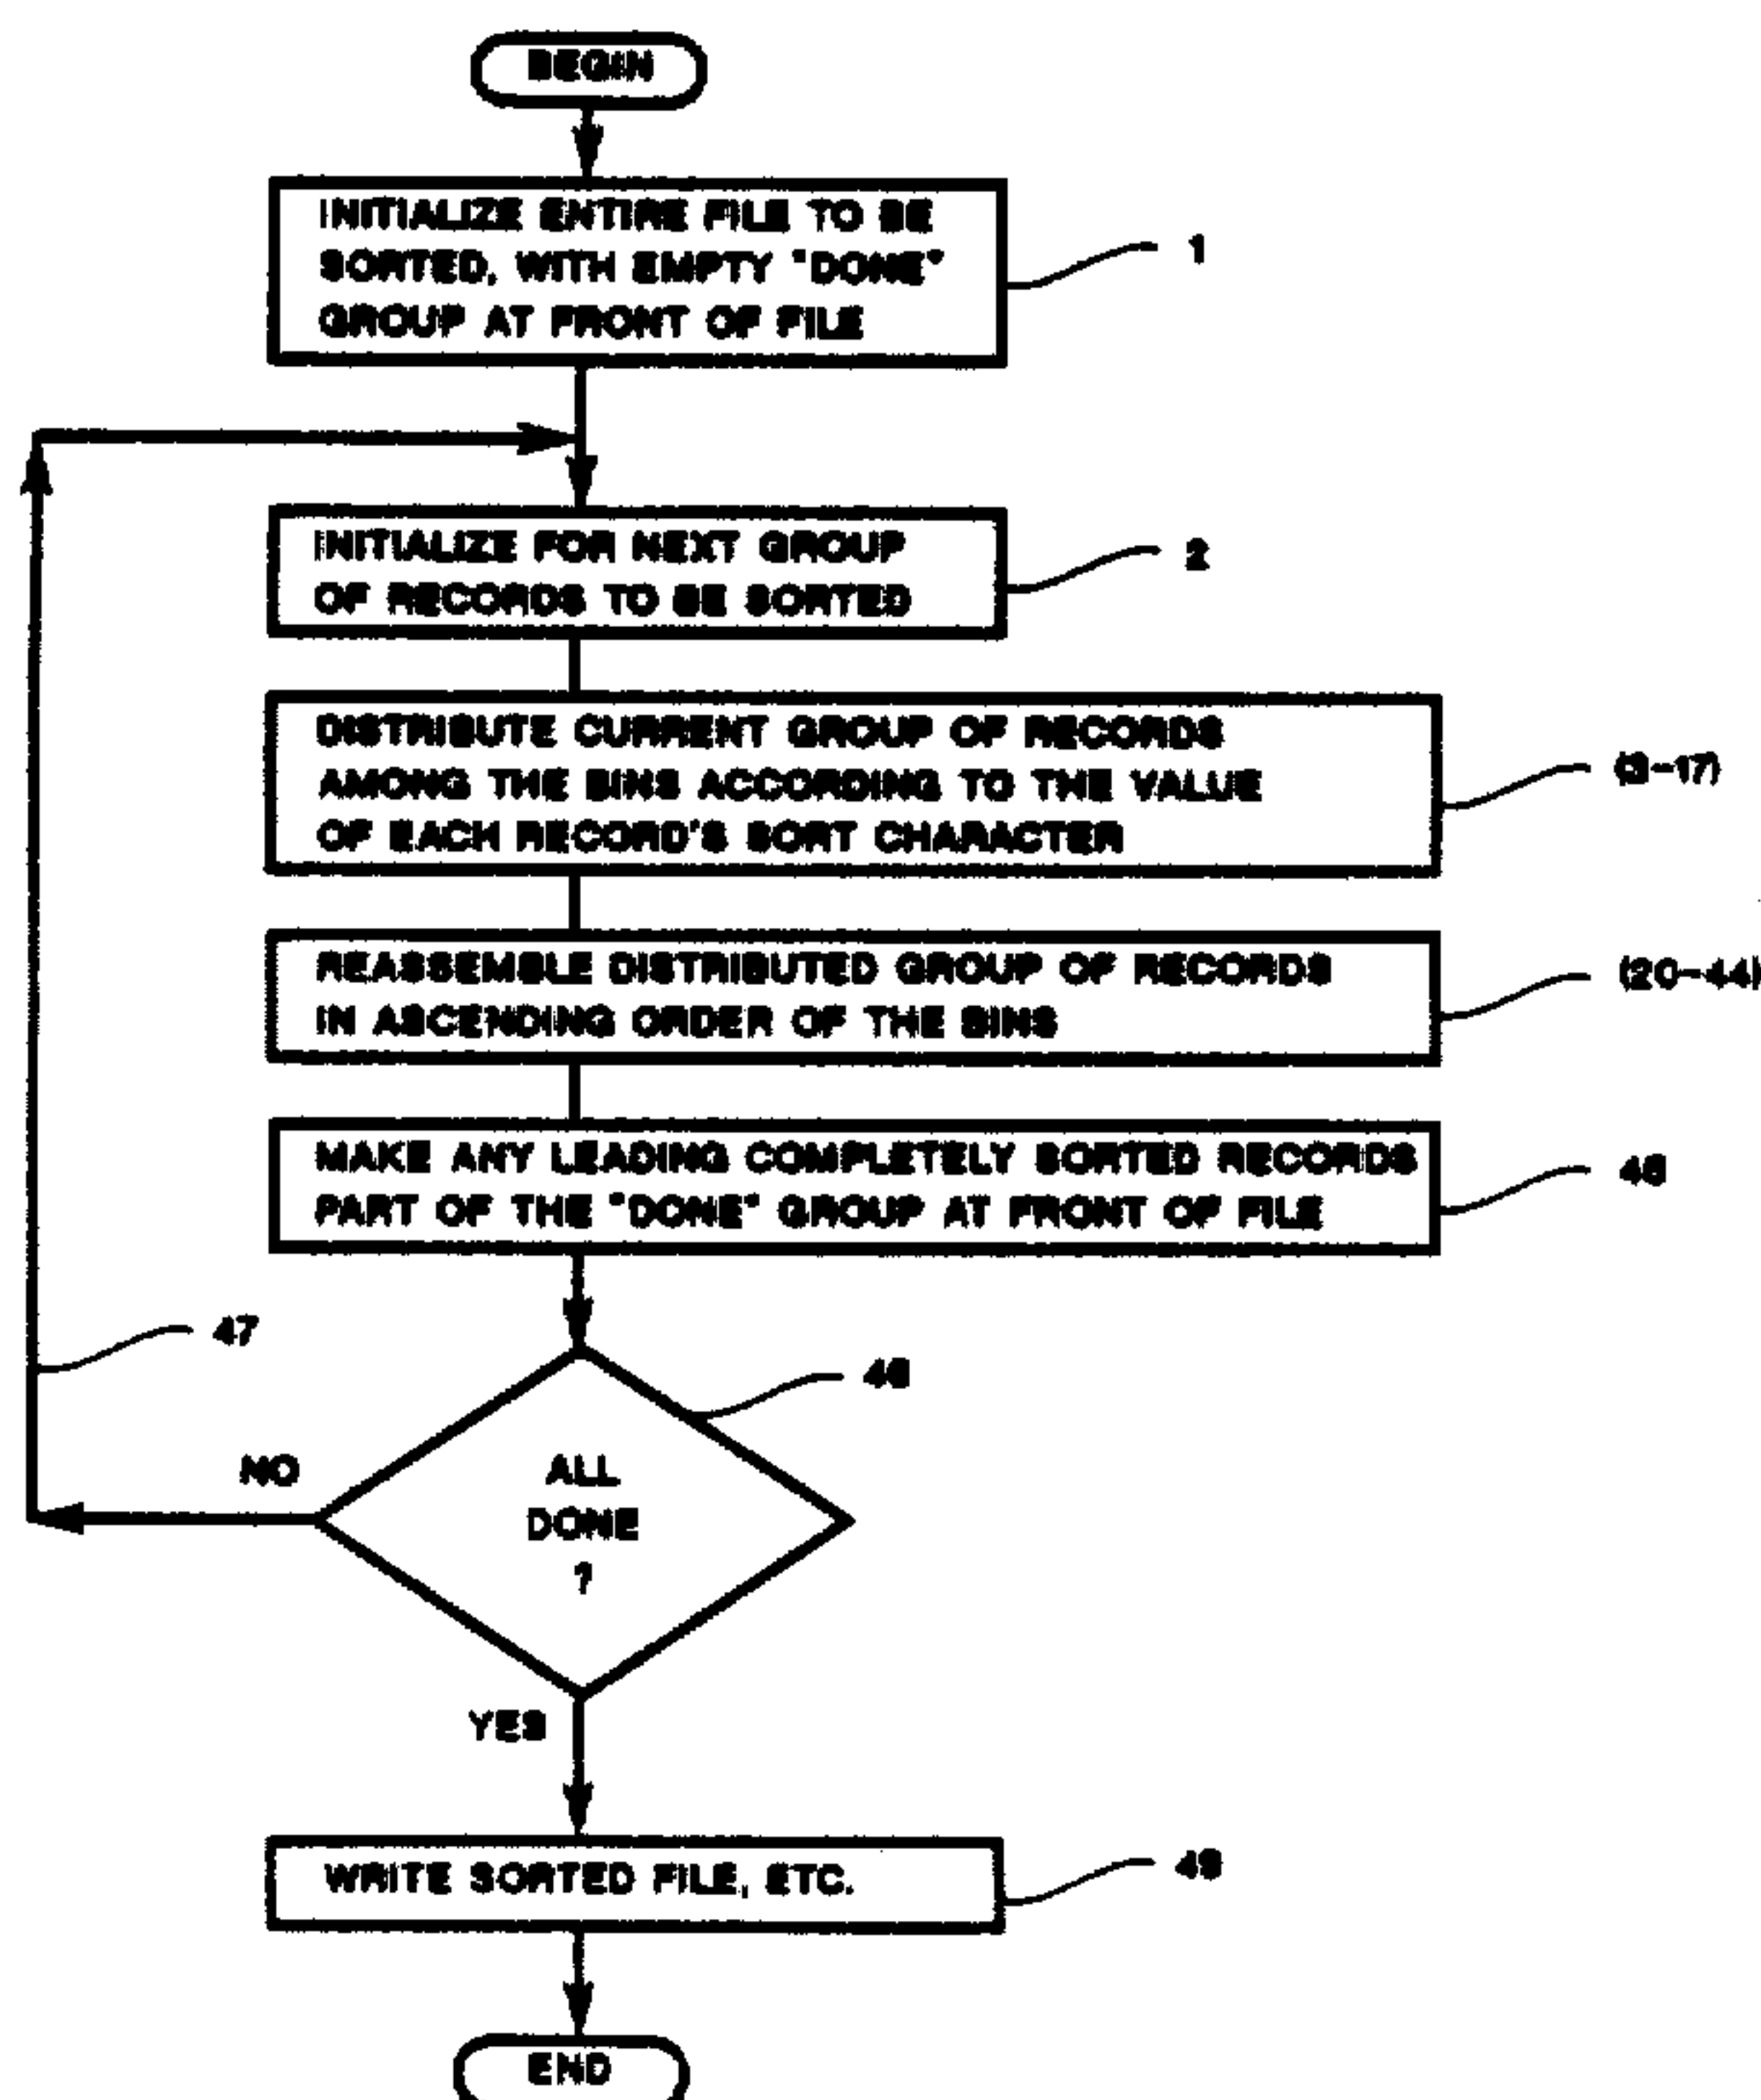 BEGIN
INITIALIZE ENTIRE FILE TO BE
SORTED, WITH EMPTY "DONE"
GROUP AT FRONT OF FILE
1
INITIALIZE FOR NEXT GROUP
OF RECORDS TO BE SORTED
2
DISTRIBUTE CURRENT GROUP OF RECORDS
AMONG THE BINS ACCORDING TO THE VALUE
OF EACH RECORD'S SORT CHARACTER
REASSEMBLE DISTRIBUTED GROUP OF RECORDS
IN ASCENDING ORDER OF THE BINS
(20-44)
MAKE ANY LEADING COMPLETELY SORTED RECORDS
PART OF THE "DONE" GROUP AT FRONT OF FILE
47
ALL
DONE
?
NO
YES
WRITE SORTED FILE, ETC.
49
END